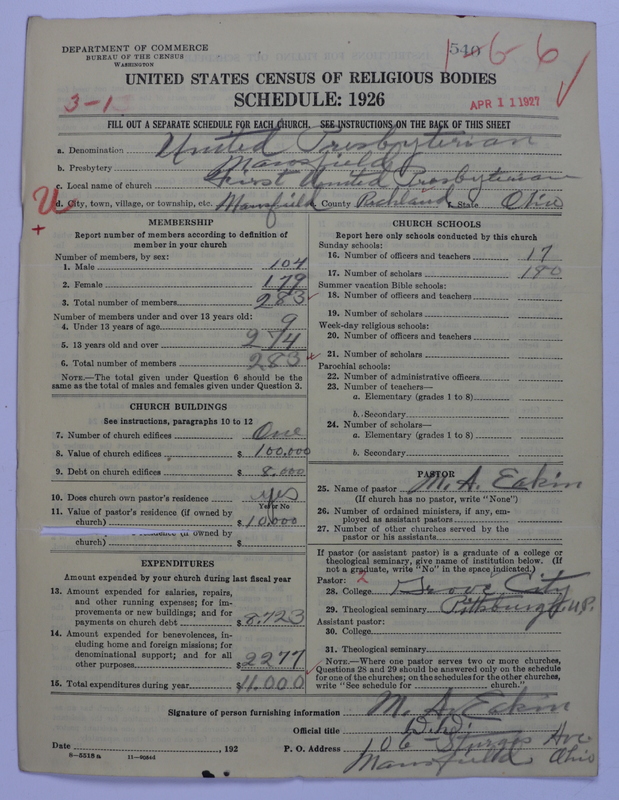 DEPARTMENT OF COMMERCE
BUREAU OF THE CENSUS
WASHINGTON
540
1-6-6
UNITED STATES CENSUS OF RELIGIOUS BODIES
SCHEDULE: 1926
3-1
APR 11 1927
FILL OUT A SEPARATE SCHEDULE FOR EACH CHURCH. SEE INSTRUCTIONS ON THE BACK OF THIS SHEET
a. Denomination United Presbyterian
b. Presbytery Mansfield
c. Local name of church First United Presbyterian
d. City, town, village, or township, etc. Mansfield e. County Richland f. State Ohio
MEMBERSHIP
Report number of members according to definition of
member in your church
Number of members, by sex:
1. Male 104
2. Female 179
3. Total number of members 283
Number of members under and over 13 years old:
4. Under 13 years of age 9
5. 13 years old and over 274
6. Total number of members 283
NOTE.—The total given under Question 6 should be the
same as the total of males and females given under Question 3.
CHURCH BUILDINGS
See instructions, paragraphs 10 to 12
7. Number of church edifices One
8. Value of church edifices $ 100,000
9. Debt on church edifices $ 8,000
10. Does church own pastor's residence yes
Yes or No
11. Value of pastor's residence (if owned by
church) $ 10,000
residence (if owned by
church) $
EXPENDITURES
Amount expended by your church during last fiscal year
13. Amount expended for salaries, repairs,
and other running expenses; for im-
provements or new buildings; and for
payments on church debt $ 8,723
14. Amount expended for benevolences, in-
cluding home and foreign missions; for
denominational support; and for all
other purposes $ 2277
15. Total expenditures during year $ 11,000
CHURCH SCHOOLS
Report here only schools conducted by this church
Sunday schools:
16. Number of officers and teachers 17
17. Number of scholars 180
Summer vacation Bible schools:
18. Number of officers and teachers
19. Number of scholars
Week-day religious schools:
20. Number of officers and teachers
21. Number of scholars
Parochial schools:
22. Number of administrative officers
23. Number of teachers—
a. Elementary (grades 1 to 8)
b. Secondary
24. Number of scholars—
a. Elementary (grades 1 to 8)
b. Secondary
PASTOR
25. Name of pastor M. A. Eakin
(If church has no pastor, write "None")
26. Number of ordained ministers, if any, em-
ployed as assistant pastors
27. Number of other churches served by the
pastor or his assistants
If pastor (or assistant pastor) is a graduate of a college or
theological seminary, give name of institution below. (If
not a graduate, write "No" in the space indicated.)
Pastor: 2
28. College Grove City
29. Theological seminary Pittsburgh U.P.
Assistant pastor:
30. College
31. Theological seminary
NOTE.—Where one pastor serves two or more churches,
Questions 28 and 29 should be answered only on the schedule
for one of the churches; on the schedules for the other churches,
write "See schedule for church."
Signature of person furnishing information M. A. Eakin
Official title
Date , 192
P. O. Address 106 Sturges Ave
Mansfield Ohio
8—5518a